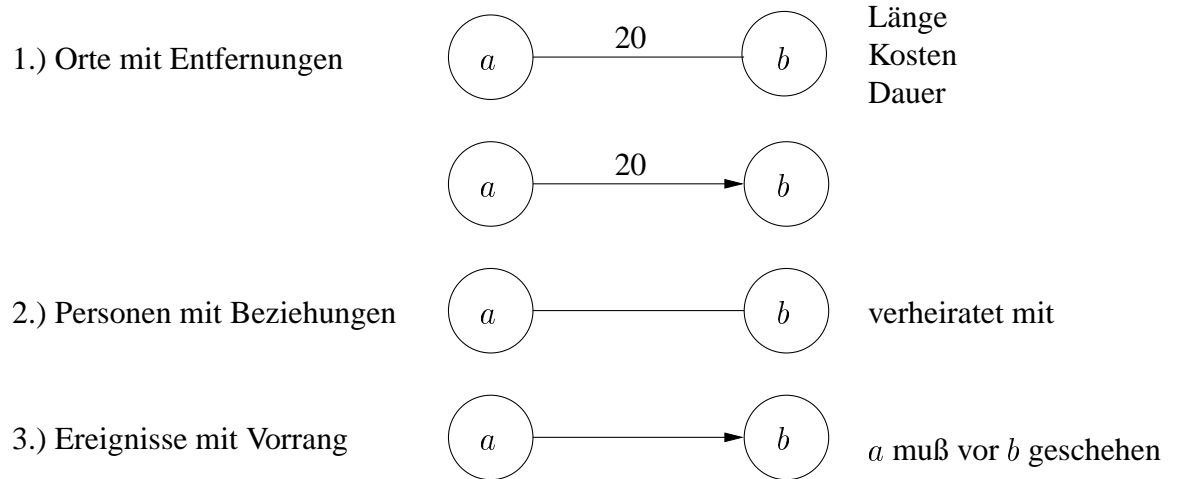 1.) Orte mit Entfernungen
a
20
b
Länge
Kosten
Dauer
a
20
b
2.) Personen mit Beziehungen
a
b
verheiratet mit
3.) Ereignisse mit Vorrang
a
b
a muß vor b geschehen